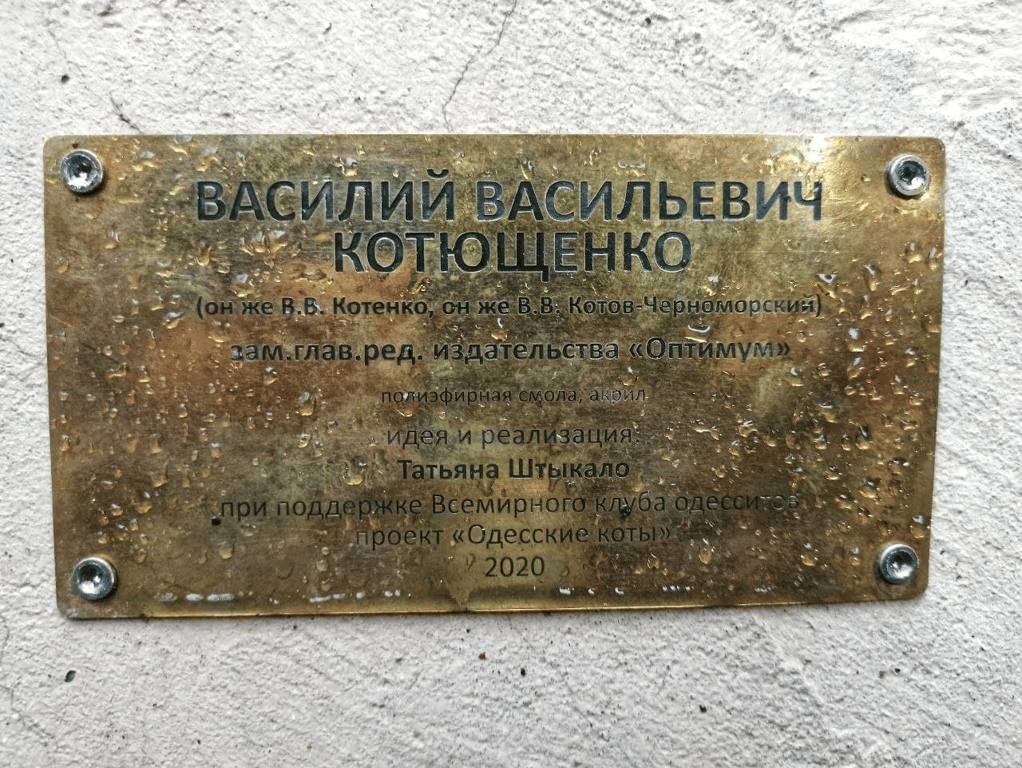 ВАСИЛИЙ ВАСИЛЬЕВИЧ
КОТЮЩЕНКО
(он же В.В. Котенко, он же В.В. Котов-Черноморский)
зам.глав.ред. издательства «Оптимум»
полиэфирная смола, акрил
идея и реализация:
Татьяна Штыкало
при поддержке Всемирного клуба одесситов
проект «Одесские коты»
2020